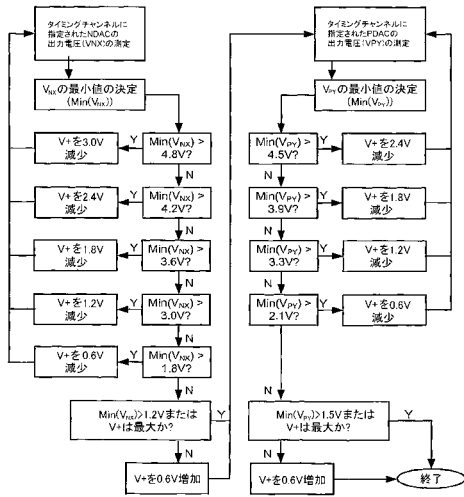 タイミングチャンネルに
指定されたNDACの
出力電圧(VNX)の測定
VNXの最小値の決定
(Min(VNX))
Min(VNX)>
4.8V?
Y
V+を3.0V
減少
N
Min(VNX)>
4.2V?
Y
V+を2.4V
減少
N
Min(VNX)>
3.6V?
Y
V+を1.8V
減少
N
Min(VNX)>
3.0V?
Y
V+を1.2V
減少
N
Min(VNX)>
1.8V?
Y
V+を0.6V
減少
N
Min(VNX)>1.2Vまたは
V+は最大か?
Y
N
V+を0.6V増加
タイミングチャンネルに
指定されたPDACの
出力電圧(VPY)の測定
VPYの最小値の決定
(Min(VPY))
Min(VPY)>
4.5V?
Y
V+を2.4V
減少
N
Min(VPY)>
3.9V?
Y
V+を1.8V
減少
N
Min(VPY)>
3.3V?
Y
V+を1.2V
減少
N
Min(VPY)>
2.1V?
Y
V+を0.6V
減少
N
Min(VPY)>1.5Vまたは
V+は最大か?
Y
N
V+を0.6V増加
終了